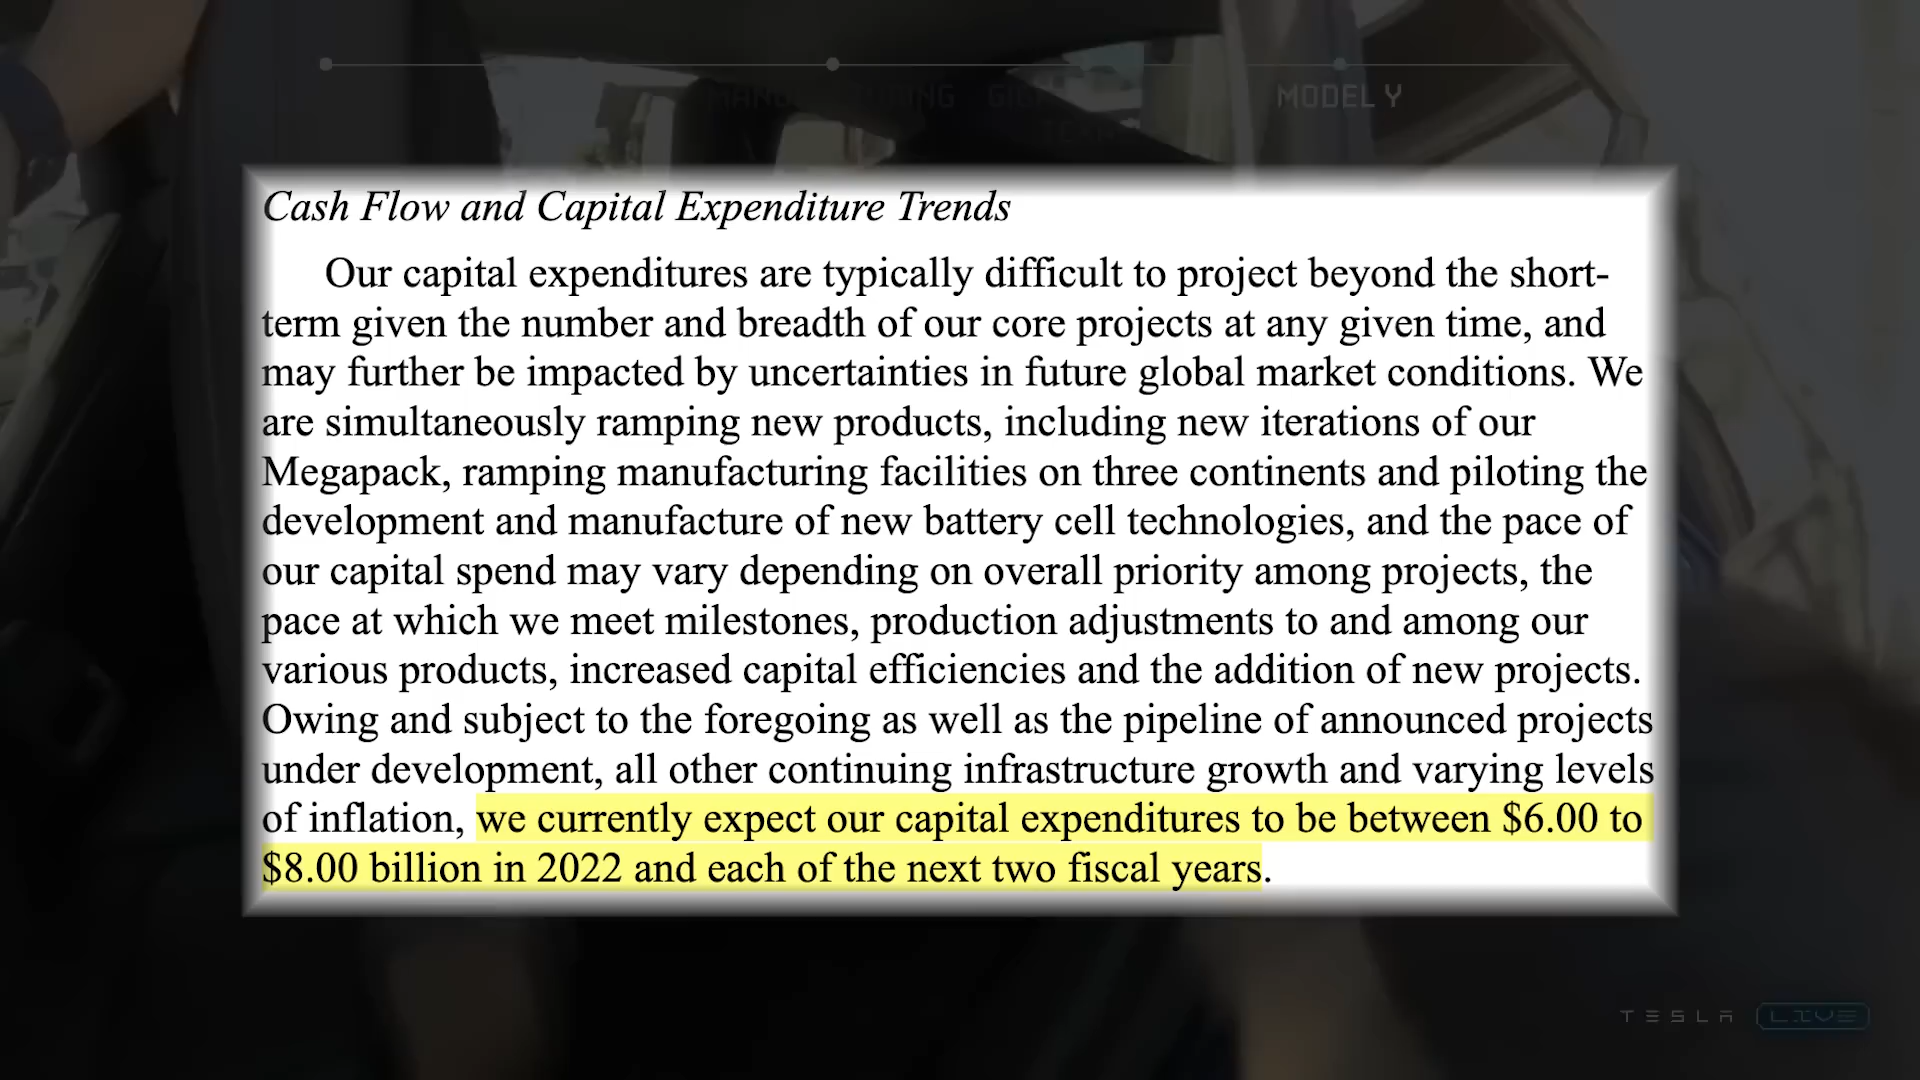 MODEL Y
Cash Flow and Capital Expenditure Trends
Our capital expenditures are typically difficult to project beyond the short-
term given the number and breadth of our core projects at any given time, and
may further be impacted by uncertainties in future global market conditions. We
are simultaneously ramping new products, including new iterations of our
Megapack, ramping manufacturing facilities on three continents and piloting the
development and manufacture of new battery cell technologies, and the pace of
our capital spend may vary depending on overall priority among projects, the
pace at which we meet milestones, production adjustments to and among our
various products, increased capital efficiencies and the addition of new projects.
Owing and subject to the foregoing as well as the pipeline of announced projects
under development, all other continuing infrastructure growth and varying levels
of inflation, we currently expect our capital expenditures to be between $6.00 to
$8.00 billion in 2022 and each of the next two fiscal years.
TESLA LIVE